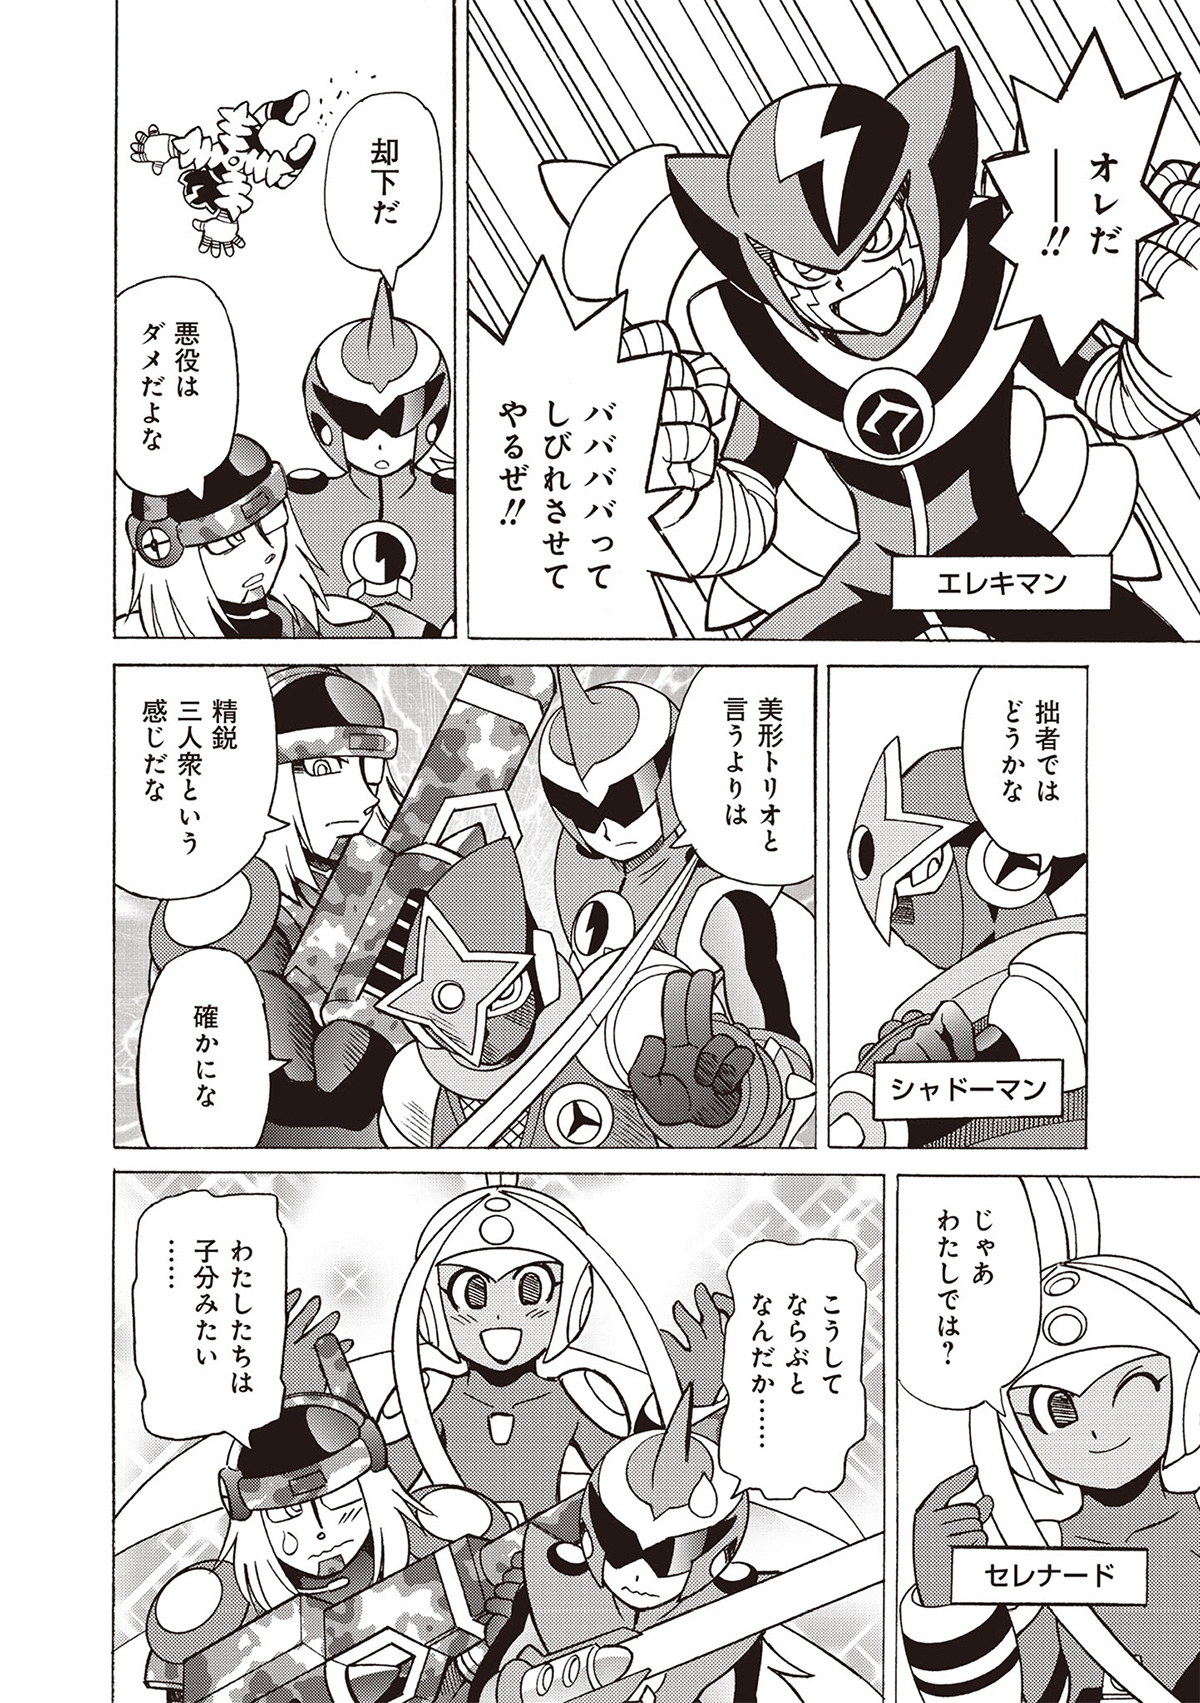 オレだ
──!!
バババババって
しびれさせて
やるぜ!!
エレキマン
却下だ
悪役は
ダメだよな
拙者では
どうかな
シャドーマン
美形トリオと
言うよりは
精鋭
三人衆という
感じだな
確かにな
じゃあ
わたしでは?
セレナード
こうして
ならぶと
なんだか……
わたしたちは
子分みたい
……